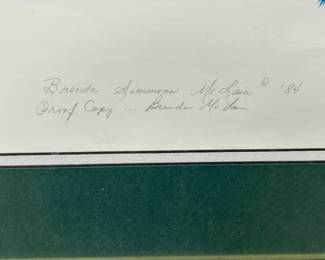 Brenda Simmons McLain © '84
Proof Copy ... Brenda McLain